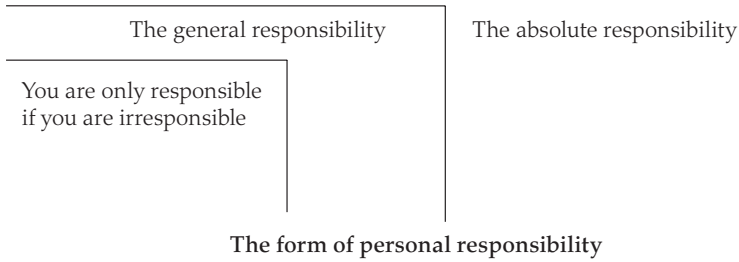 The general responsibility
The absolute responsibility
You are only responsible
if you are irresponsible
The form of personal responsibility